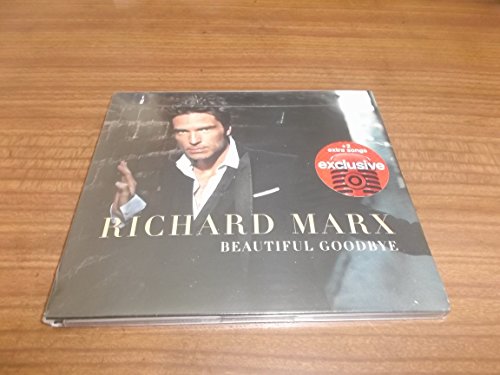 +3
extra songs
exclusive
RICHARD MARX
BEAUTIFUL GOODBYE